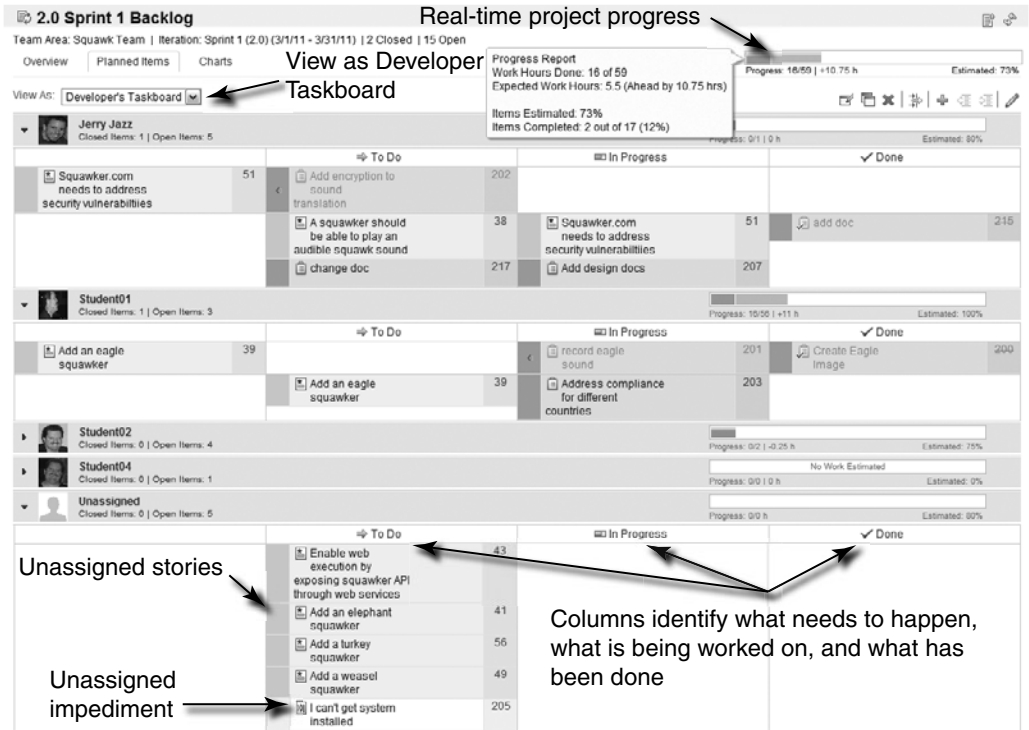 2.0 Sprint 1 Backlog
Real-time project progress
Team Area: Squawk Team | Iteration: Sprint 1 (2.0) (3/1/11 - 3/31/11) | 2 Closed | 15 Open
Overview
Planned Items
Charts
View as Developer
Taskboard
Progress Report
Work Hours Done: 16 of 59
Expected Work Hours: 5.5 (Ahead by 10.75 hrs)
Items Estimated: 73%
Items Completed: 2 out of 17 (12%)
Progress: 16/59 | +10.75 h
Estimated: 73%
View As:
Developer's Taskboard
Jerry Jazz
Closed Items: 1 | Open Items: 5
Progress: 0/1 | 0 h
Estimated: 80%
To Do
In Progress
Done
Squawker.com
needs to address
security vulnerabiltiies
51
Add encryption to
sound
translation
202
A squawker should
be able to play an
audible squawk sound
38
Squawker.com
needs to address
security vulnerabiltiies
51
add doc
215
change doc
217
Add design docs
207
Student01
Closed Items: 1 | Open Items: 3
Progress: 16/56 | +11 h
Estimated: 100%
To Do
In Progress
Done
Add an eagle
squawker
39
record eagle
sound
201
Create Eagle
Image
200
Add an eagle
squawker
39
Address compliance
for different
countries
203
Student02
Closed Items: 0 | Open Items: 4
Progress: 0/2 | -0.25 h
Estimated: 75%
Student04
Closed Items: 0 | Open Items: 1
No Work Estimated
Progress: 0/0 | 0 h
Estimated: 0%
Unassigned
Closed Items: 0 | Open Items: 5
Progress: 0/0 h
Estimated: 80%
To Do
In Progress
Done
Enable web
execution by
exposing squawker API
through web services
43
Unassigned stories
Add an elephant
squawker
41
Add a turkey
squawker
56
Add a weasel
squawker
49
Unassigned
impediment
I can't get system
installed
205
Columns identify what needs to happen,
what is being worked on, and what has
been done